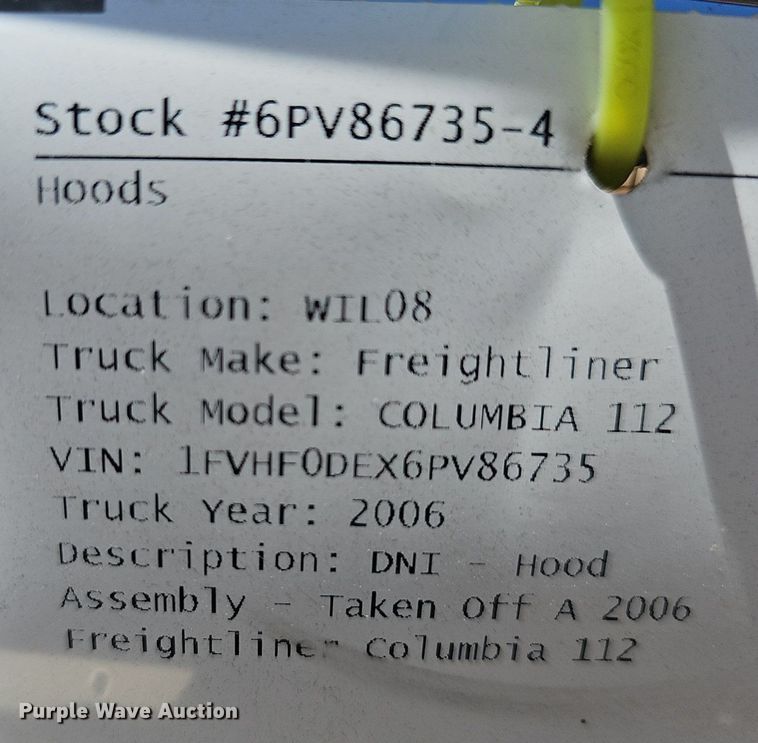 Stock #6PV86735-4
Hoods
Location: WIL08
Truck Make: Freightliner
Truck Model: COLUMBIA 112
VIN: 1FVHF0DEX6PV86735
Truck Year: 2006
Description: DNI - Hood
Assembly - Taken Off A 2006
Freightliner Columbia 112
Purple Wave Auction